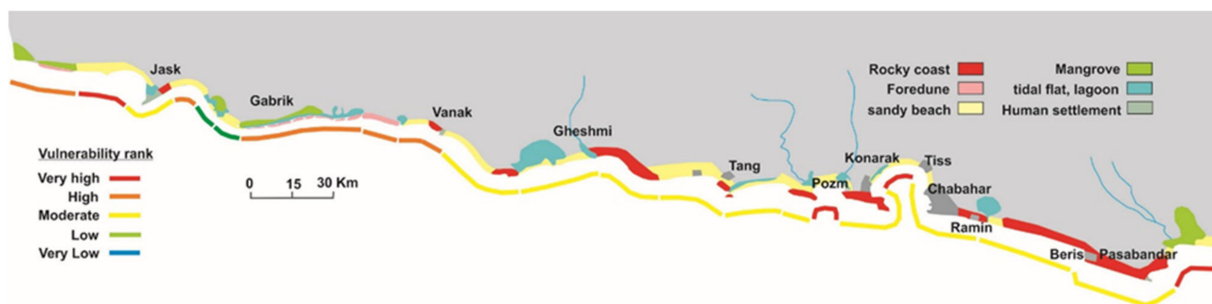 Jask
Gabrik
Vanak
Gheshmi
Tang
Pozm
Konarak
Tiss
Chabahar
Ramin
Beris
Pasabandar
Rocky coast
Foredune
sandy beach
Mangrove
tidal flat, lagoon
Human settlement
Vulnerability rank
Very high
High
Moderate
Low
Very Low
0 15 30 Km